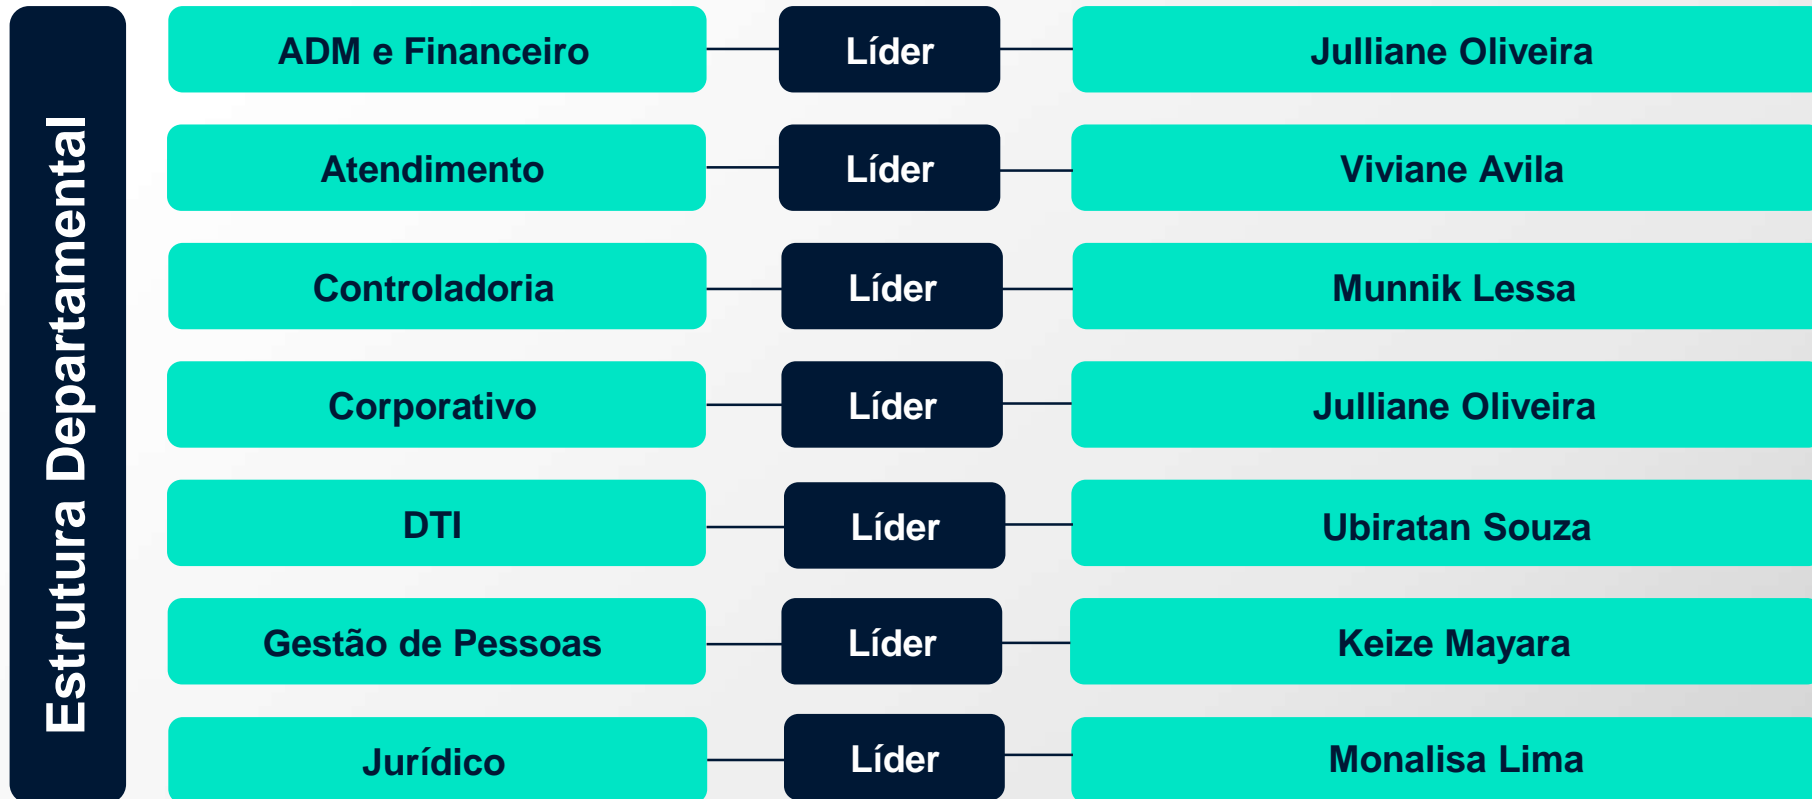 Estrutura Departamental
ADM e Financeiro Líder Julliane Oliveira
Atendimento Líder Viviane Avila
Controladoria Líder Munnik Lessa
Corporativo Líder Julliane Oliveira
DTI Líder Ubiratan Souza
Gestão de Pessoas Líder Keize Mayara
Jurídico Líder Monalisa Lima